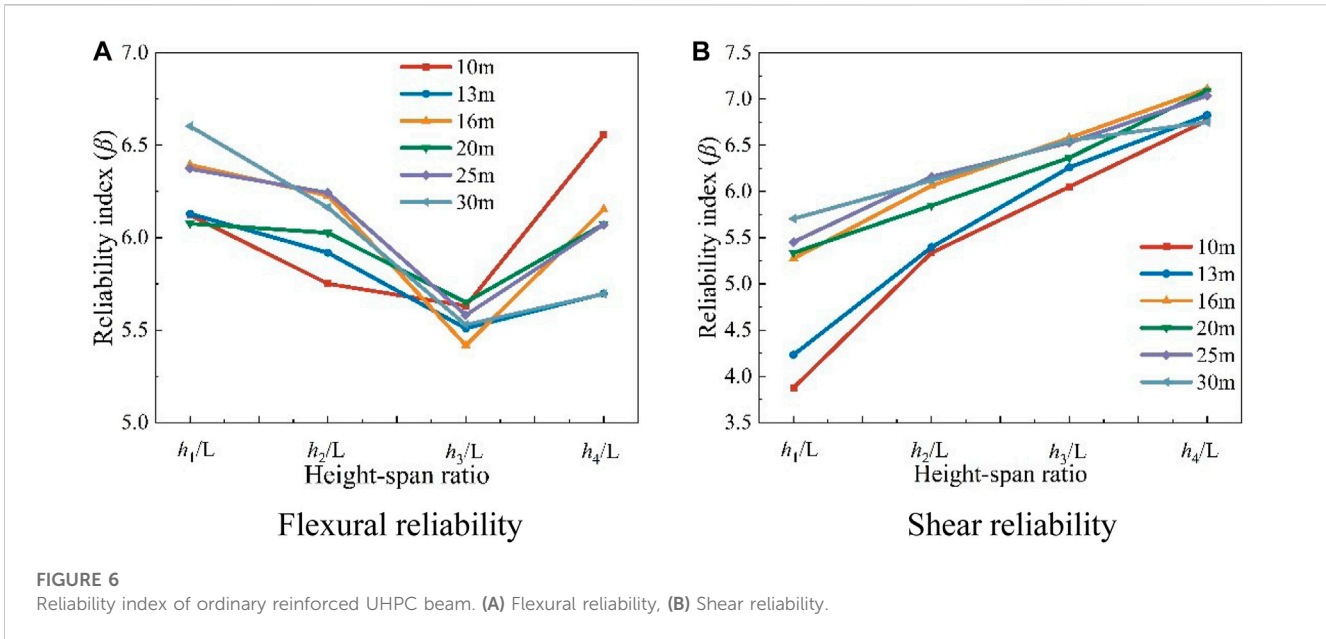 A
7.0
6.5
6.0
5.5
5.0
Reliability index (β)
10m
13m
16m
20m
25m
30m
h₁/L
h₂/L
h₃/L
h₄/L
Height-span ratio
Flexural reliability
B
7.5
7.0
6.5
6.0
5.5
5.0
4.5
4.0
3.5
Reliability index (β)
10m
13m
16m
20m
25m
30m
h₁/L
h₂/L
h₃/L
h₄/L
Height-span ratio
Shear reliability
FIGURE 6
Reliability index of ordinary reinforced UHPC beam. (A) Flexural reliability, (B) Shear reliability.